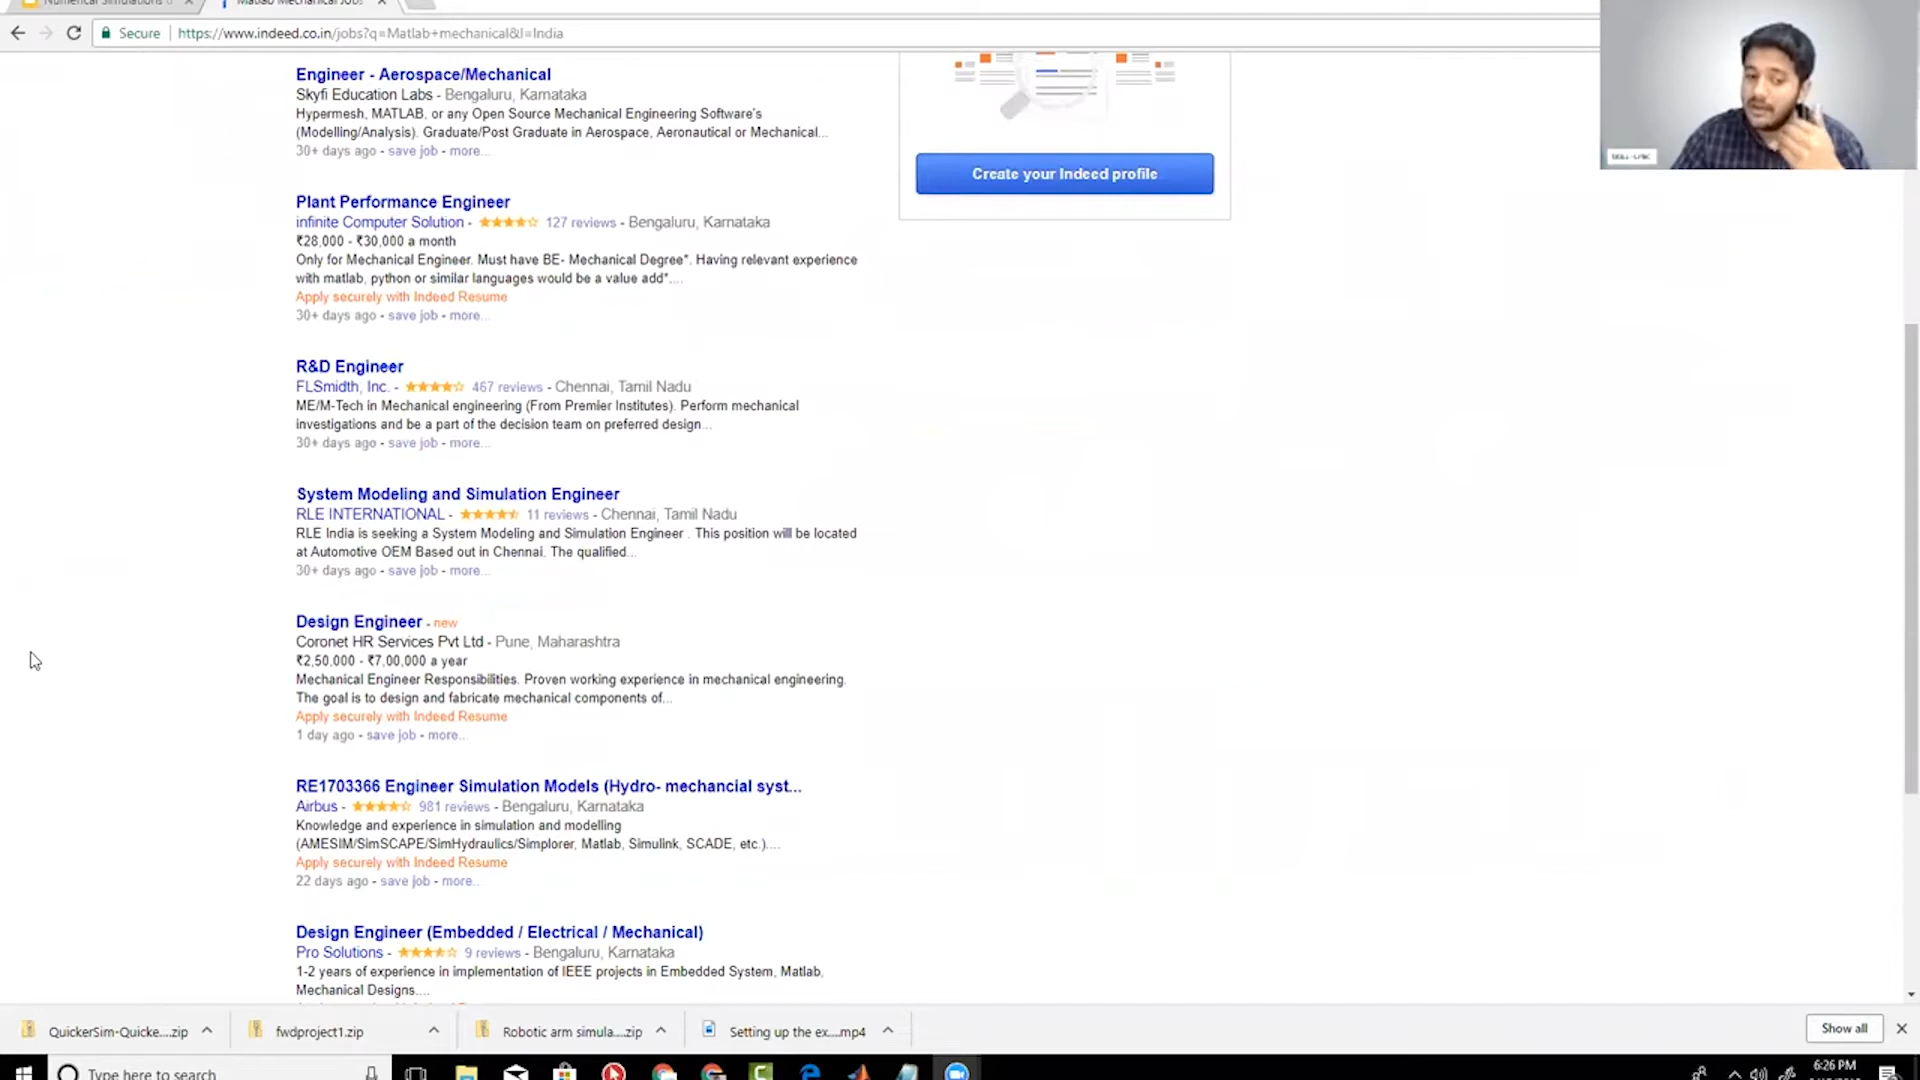 Numerical Simulations
Matlab Mechanical Jobs
Secure
https://www.indeed.co.in/jobs?q=Matlab+mechanical&l=India
Engineer - Aerospace/Mechanical
Skyfi Education Labs - Bengaluru, Karnataka
Hypermesh, MATLAB, or any Open Source Mechanical Engineering Software's
(Modelling/Analysis). Graduate/Post Graduate in Aerospace, Aeronautical or Mechanical...
30+ days ago - save job - more...
Create your Indeed profile
Plant Performance Engineer
infinite Computer Solution - 127 reviews - Bengaluru, Karnataka
₹28,000 - ₹30,000 a month
Only for Mechanical Engineer. Must have BE- Mechanical Degree*. Having relevant experience
with matlab, python or similar languages would be a value add*....
Apply securely with Indeed Resume
30+ days ago - save job - more...
R&D Engineer
FLSmidth, Inc. - 467 reviews - Chennai, Tamil Nadu
ME/M-Tech in Mechanical engineering (From Premier Institutes). Perform mechanical
investigations and be a part of the decision team on preferred design...
30+ days ago - save job - more...
System Modeling and Simulation Engineer
RLE INTERNATIONAL - 11 reviews - Chennai, Tamil Nadu
RLE India is seeking a System Modeling and Simulation Engineer . This position will be located
at Automotive OEM Based out in Chennai. The qualified...
30+ days ago - save job - more...
Design Engineer - new
Coronet HR Services Pvt Ltd - Pune, Maharashtra
₹2,50,000 - ₹7,00,000 a year
Mechanical Engineer Responsibilities. Proven working experience in mechanical engineering.
The goal is to design and fabricate mechanical components of...
Apply securely with Indeed Resume
1 day ago - save job - more...
RE1703366 Engineer Simulation Models (Hydro- mechancial syst...
Airbus - 981 reviews - Bengaluru, Karnataka
Knowledge and experience in simulation and modelling
(AMESIM/SimSCAPE/SimHydraulics/Simplorer, Matlab, Simulink, SCADE, etc.)....
Apply securely with Indeed Resume
22 days ago - save job - more..
Design Engineer (Embedded / Electrical / Mechanical)
Pro Solutions - 9 reviews - Bengaluru, Karnataka
1-2 years of experience in implementation of IEEE projects in Embedded System, Matlab,
Mechanical Designs....
QuickerSim-Quicke....zip
fwdproject1.zip
Robotic arm simula....zip
Setting up the ex....mp4
Show all
Type here to search
6:26 PM